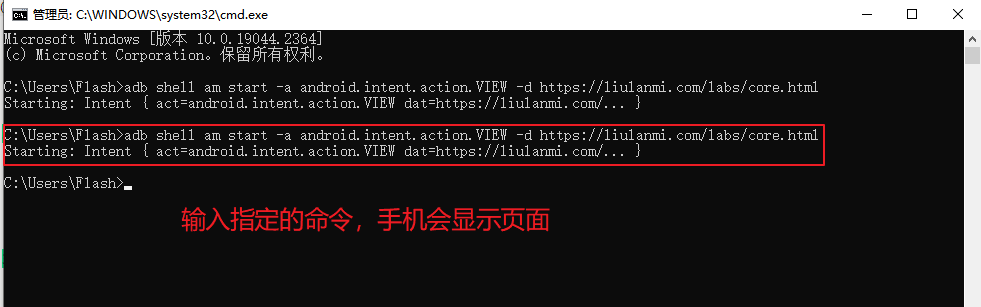 管理员: C:\WINDOWS\system32\cmd.exe
Microsoft Windows [版本 10.0.19044.2364]
(c) Microsoft Corporation。保留所有权利。
C:\Users\Flash>adb shell am start -a android.intent.action.VIEW -d https://liulanmi.com/labs/core.html
Starting: Intent { act=android.intent.action.VIEW dat=https://liulanmi.com/... }
C:\Users\Flash>adb shell am start -a android.intent.action.VIEW -d https://liulanmi.com/labs/core.html
Starting: Intent { act=android.intent.action.VIEW dat=https://liulanmi.com/... }
C:\Users\Flash>
输入指定的命令，手机会显示页面